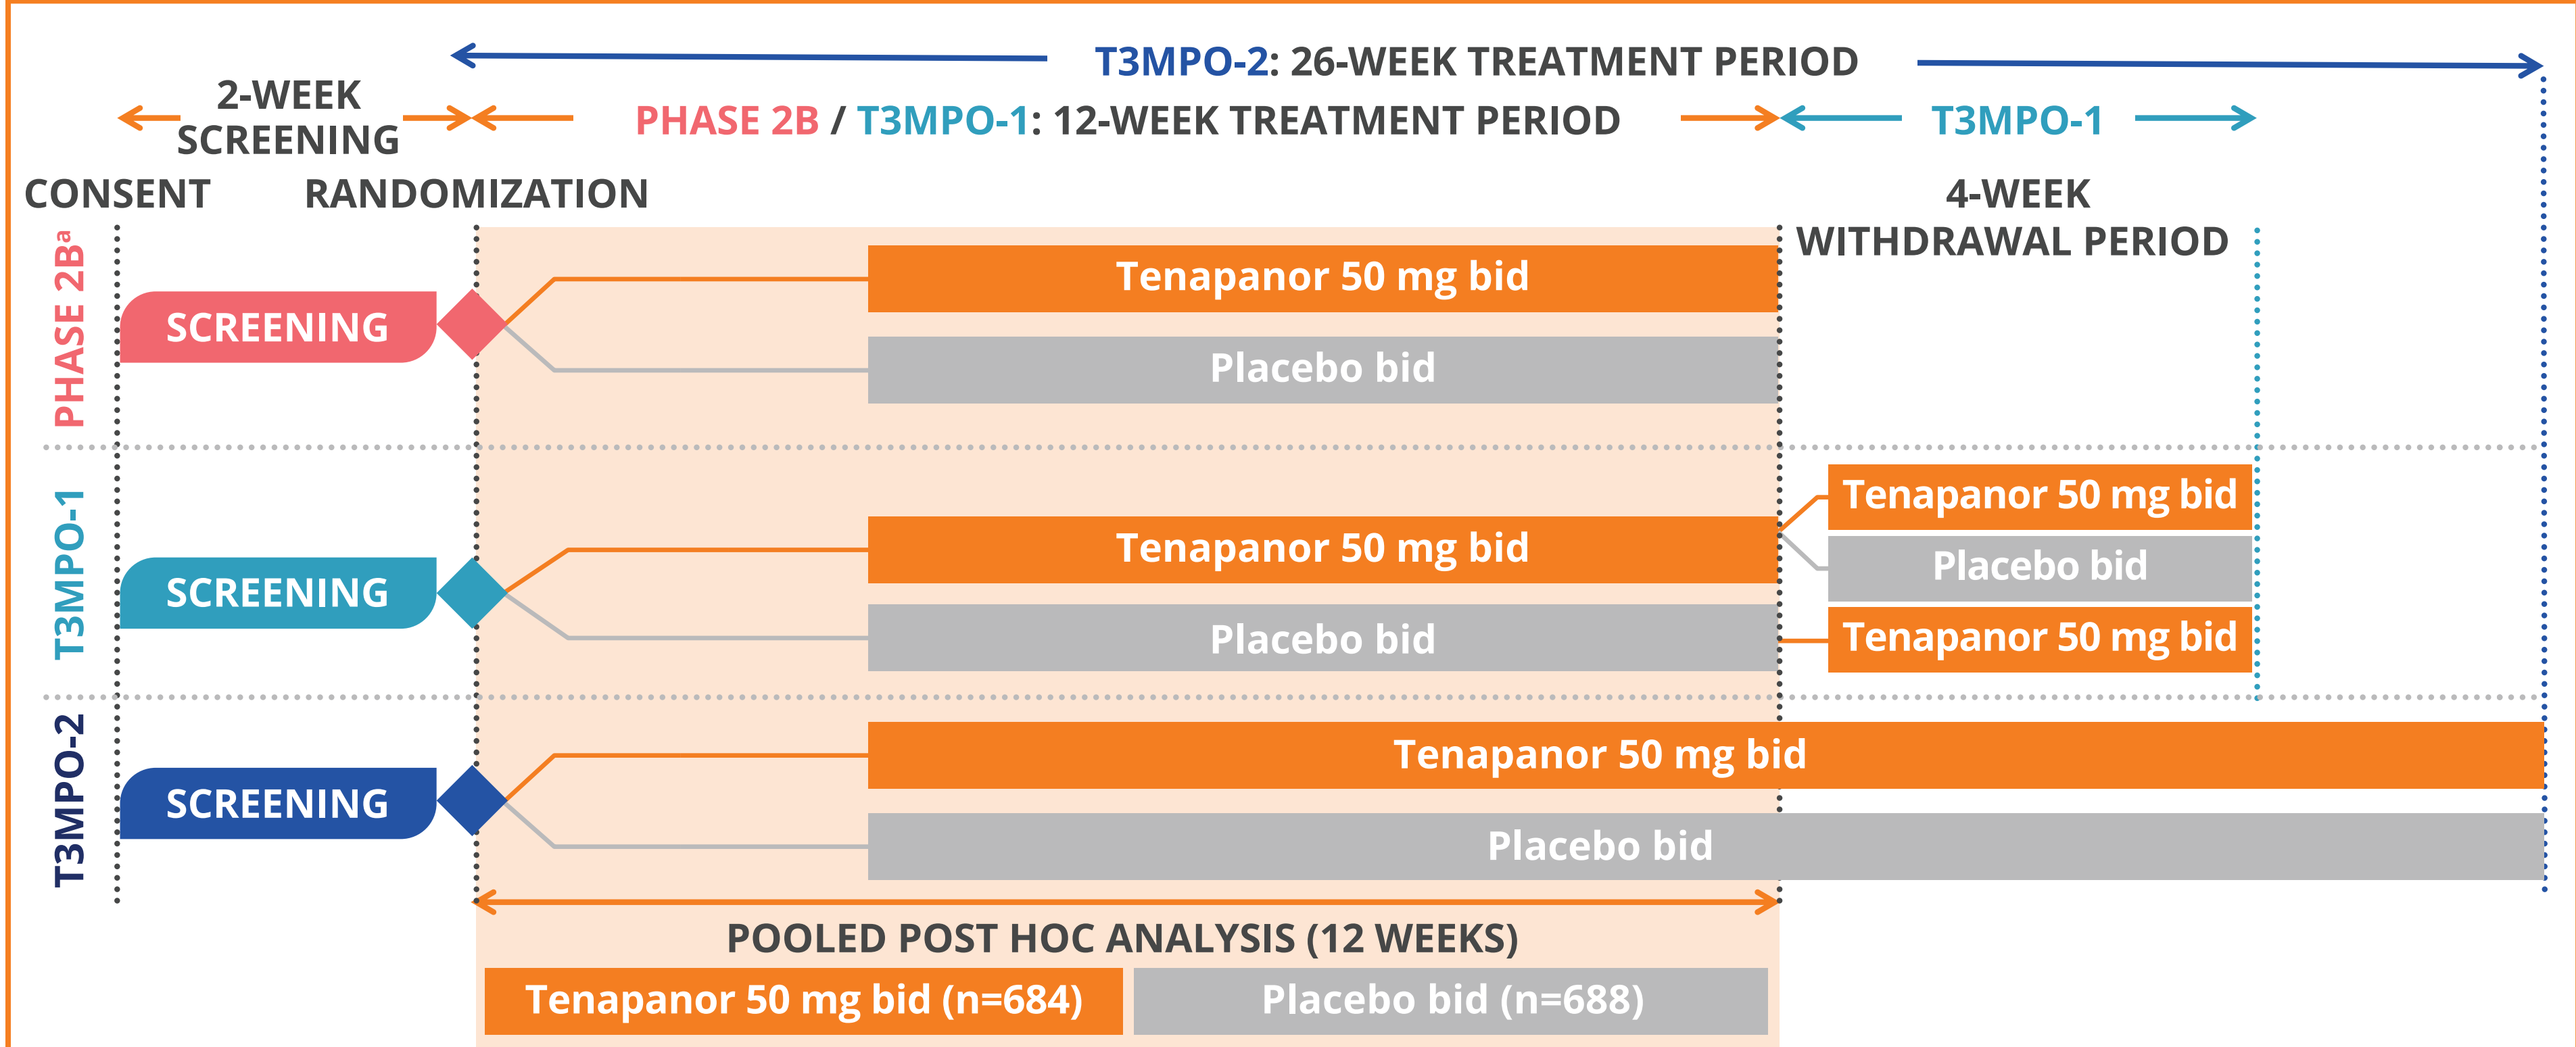 T3MPO-2: 26-WEEK TREATMENT PERIOD
2-WEEK
SCREENING
PHASE 2B / T3MPO-1: 12-WEEK TREATMENT PERIOD
T3MPO-1
CONSENT
RANDOMIZATION
4-WEEK
WITHDRAWAL PERIOD
PHASE 2Bª
SCREENING
Tenapanor 50 mg bid
Placebo bid
T3MPO-1
SCREENING
Tenapanor 50 mg bid
Placebo bid
Tenapanor 50 mg bid
Placebo bid
Tenapanor 50 mg bid
T3MPO-2
SCREENING
Tenapanor 50 mg bid
Placebo bid
POOLED POST HOC ANALYSIS (12 WEEKS)
Tenapanor 50 mg bid (n=684)
Placebo bid (n=688)